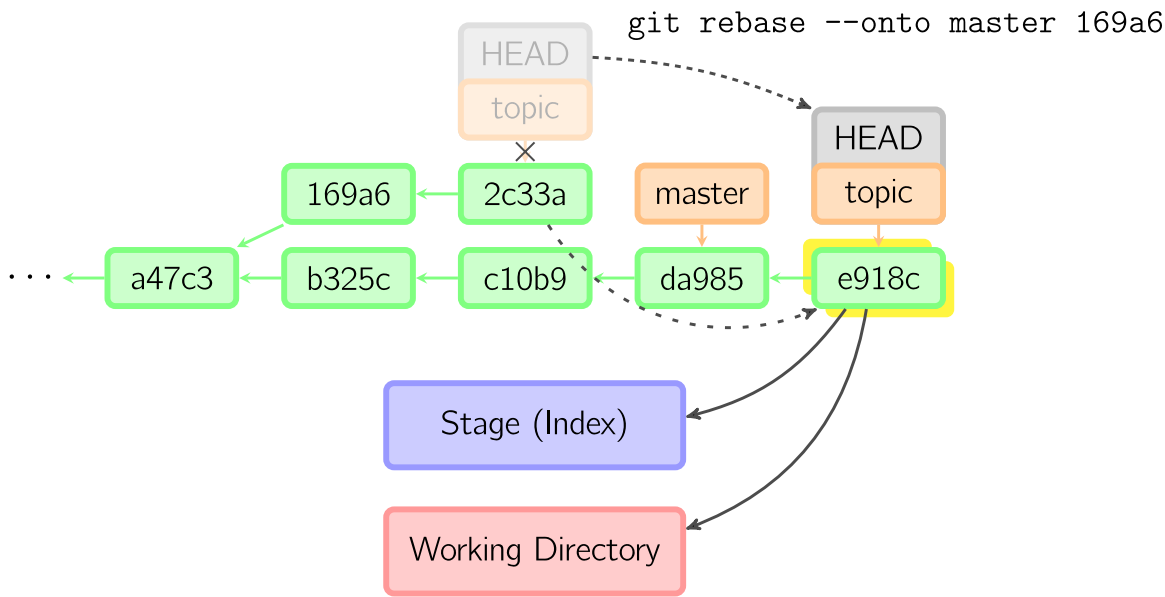 git rebase --onto master 169a6
HEAD
topic
HEAD
topic
169a6
2c33a
master
...
a47c3
b325c
c10b9
da985
e918c
Stage (Index)
Working Directory